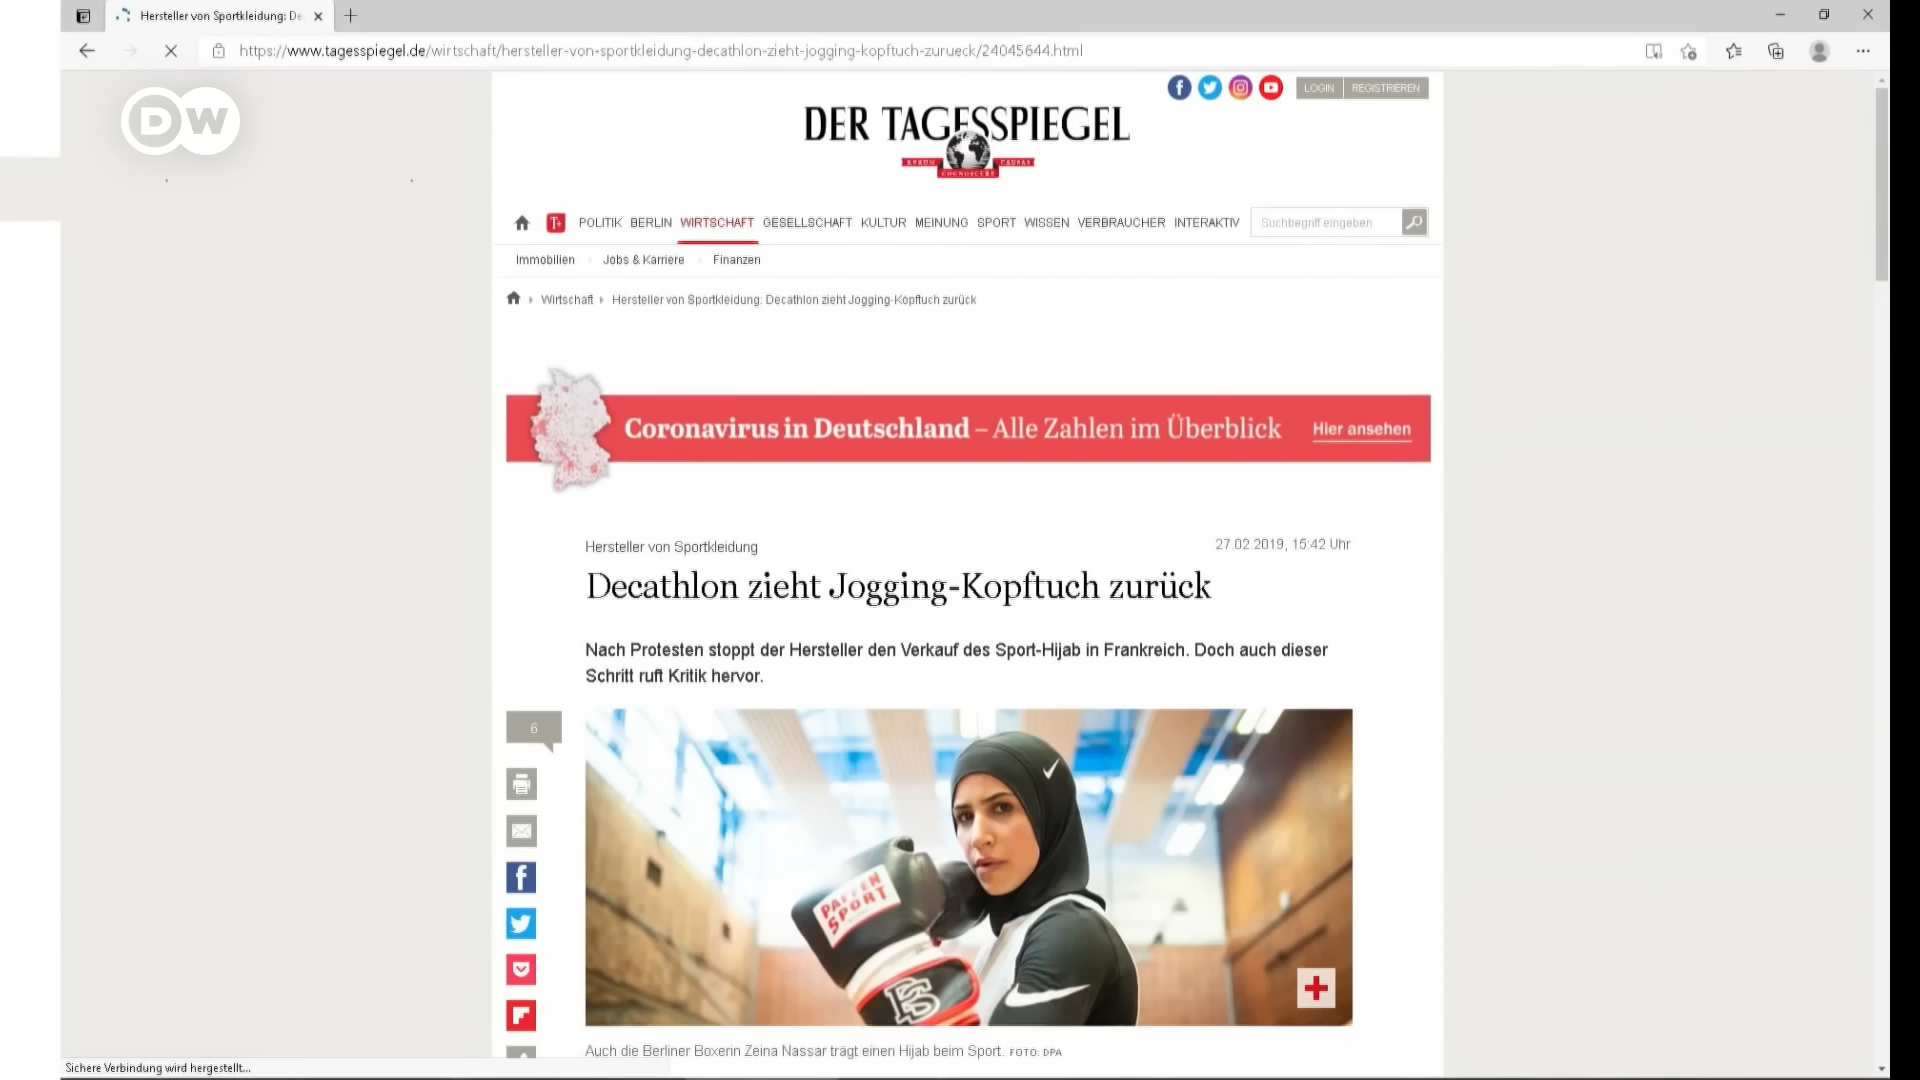 Hersteller von Sportkleidung: De
https://www.tagesspiegel.de/wirtschaft/hersteller-von-sportkleidung-decathlon-zieht-jogging-kopftuch-zurueck/24045644.html
DW
LOGIN REGISTRIEREN
DER TAGESSPIEGEL
RERUM CAUSAS
COGNOSCERE
T+ POLITIK BERLIN WIRTSCHAFT GESELLSCHAFT KULTUR MEINUNG SPORT WISSEN VERBRAUCHER INTERAKTIV Suchbegriff eingeben
Immobilien Jobs & Karriere Finanzen
Wirtschaft Hersteller von Sportkleidung: Decathlon zieht Jogging-Kopftuch zurück
Coronavirus in Deutschland – Alle Zahlen im Überblick Hier ansehen
Hersteller von Sportkleidung 27.02.2019, 15:42 Uhr
Decathlon zieht Jogging-Kopftuch zurück
Nach Protesten stoppt der Hersteller den Verkauf des Sport-Hijab in Frankreich. Doch auch dieser
Schritt ruft Kritik hervor.
6
PAFFEN
SPORT
Auch die Berliner Boxerin Zeina Nassar trägt einen Hijab beim Sport. FOTO: DPA
Sichere Verbindung wird hergestellt...